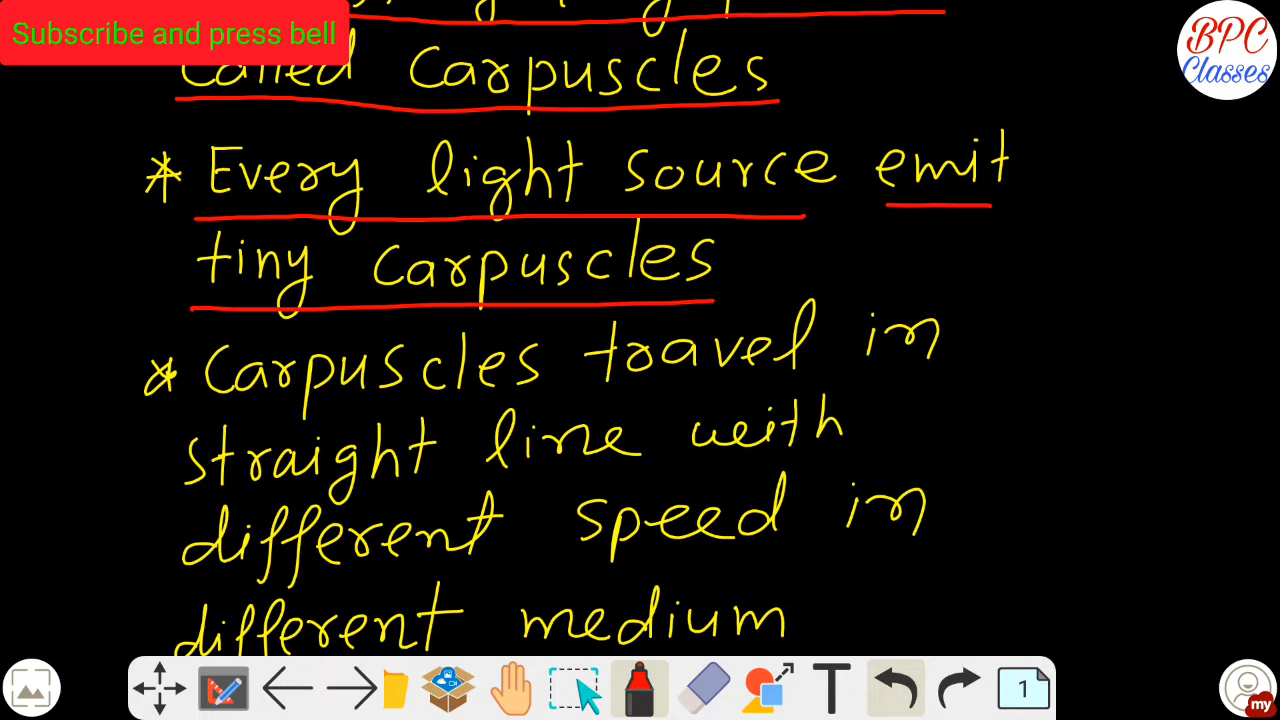 Subscribe and press bell
BPC
Classes
called Carpuscles
* Every light source emit
tiny Carpuscles
* Carpuscles travel in
straight line with
different speed in
different medium
T
1
my